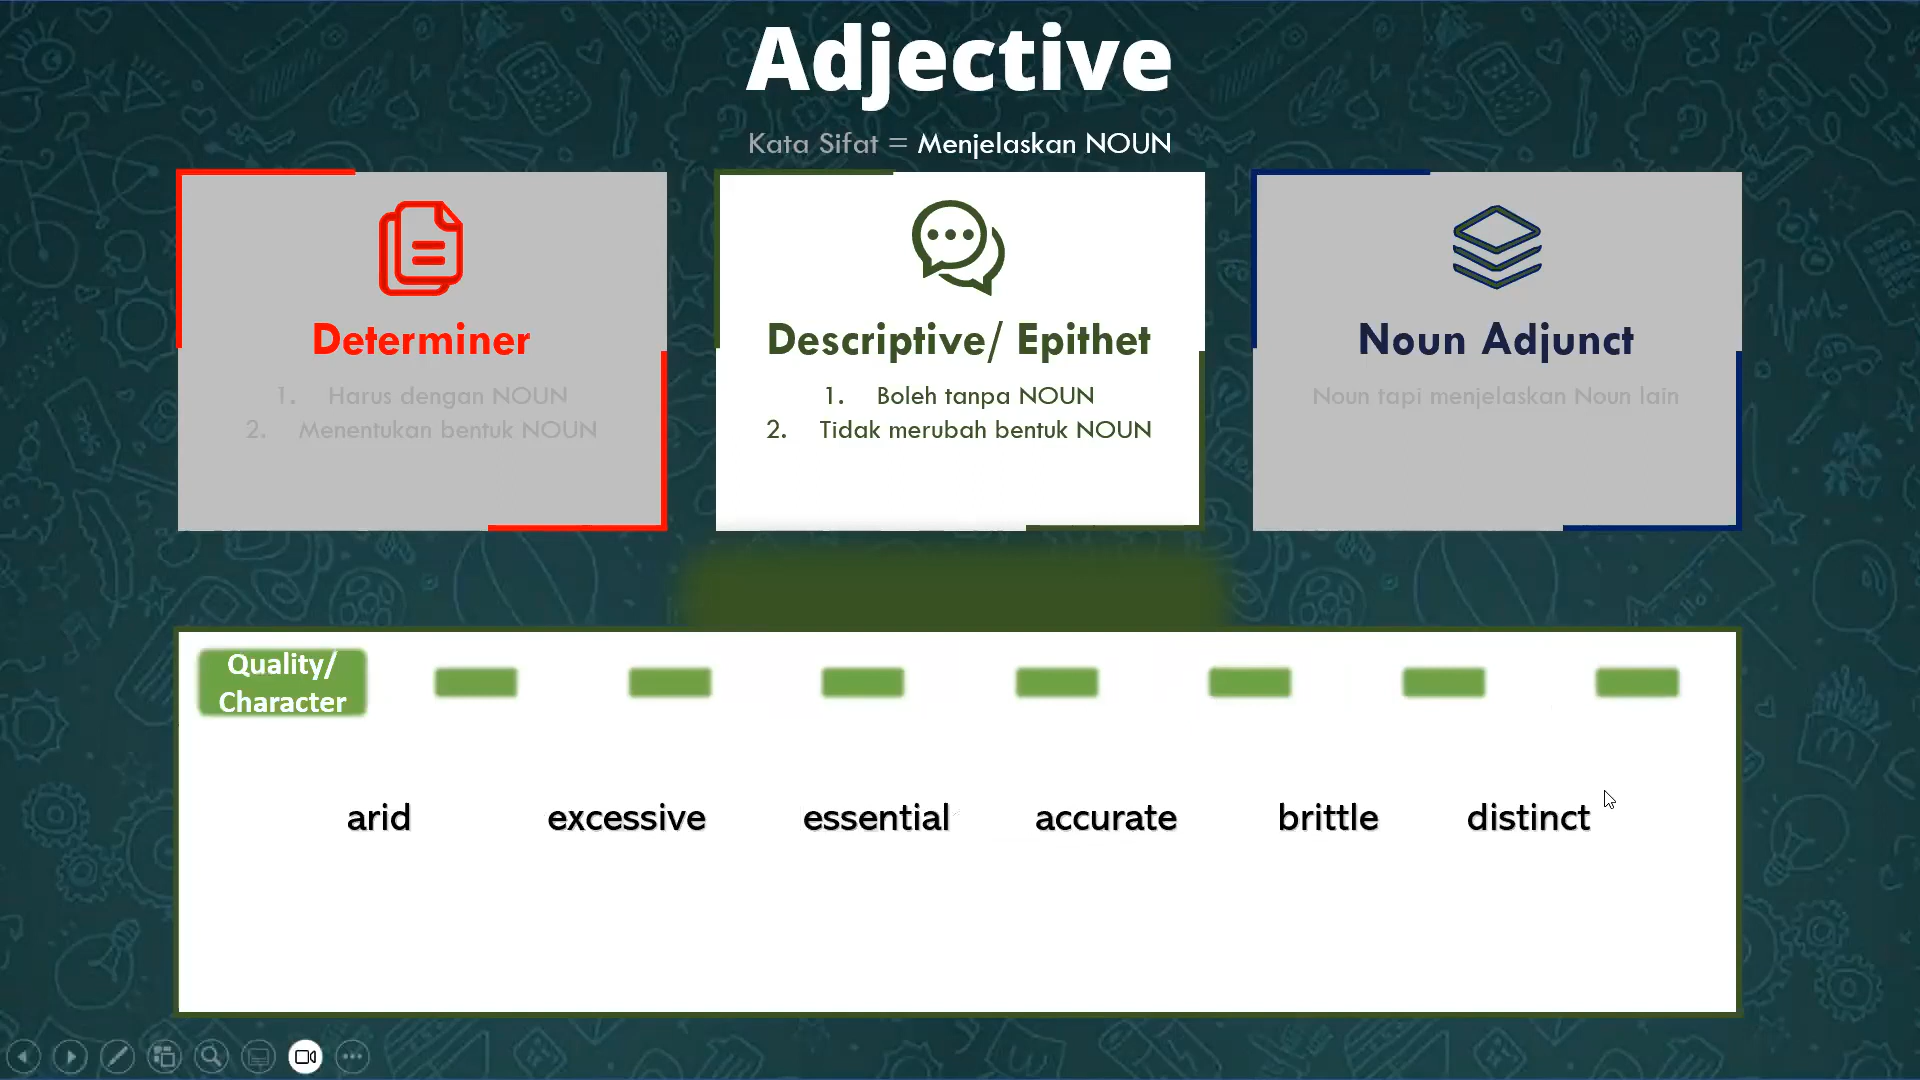 Adjective
Kata Sifat = Menjelaskan NOUN
Determiner
1. Harus dengan NOUN
2. Menentukan bentuk NOUN
Descriptive/ Epithet
1. Boleh tanpa NOUN
2. Tidak merubah bentuk NOUN
Noun Adjunct
Noun tapi menjelaskan Noun lain
Quality/
Character
arid excessive essential accurate brittle distinct